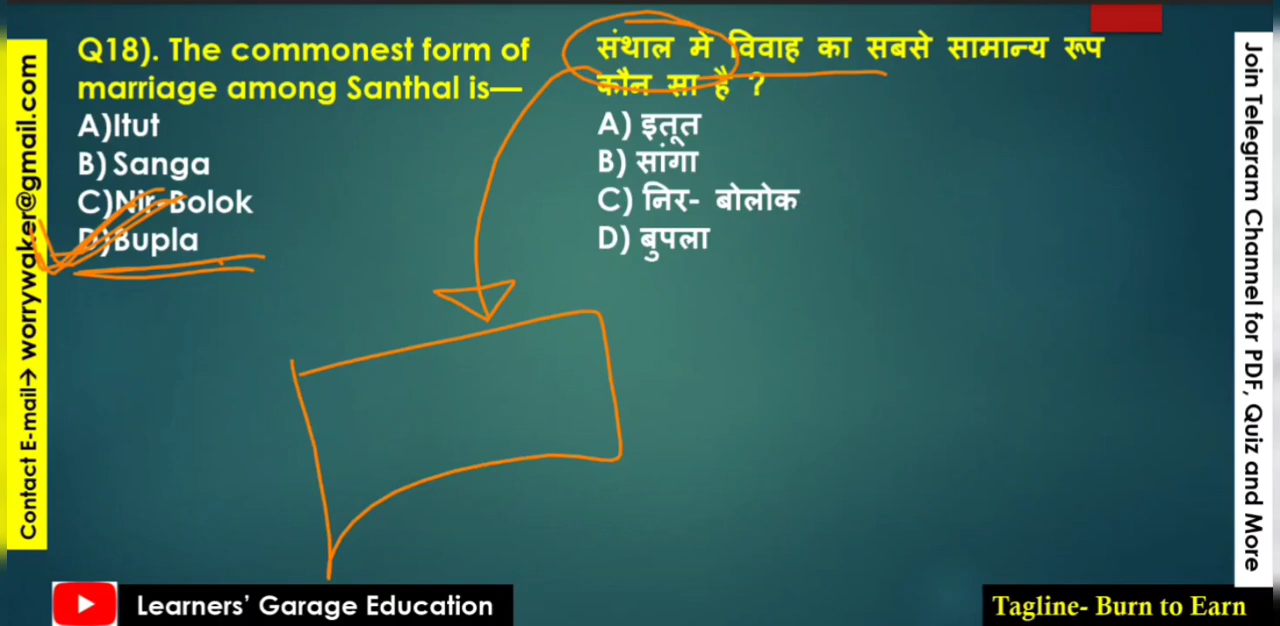 Q18). The commonest form of
marriage among Santhal is—
A)Itut
B) Sanga
C)Nir-Bolok
D)Bupla
संथाल मे विवाह का सबसे सामान्य रूप
कौन सा है ?
A) इतूत
B) सांगा
C) निर- बोलोक
D) बुपला
Contact E-mail→ worrywaker@gmail.com
Join Telegram Channel for PDF, Quiz and More
Learners’ Garage Education
Tagline- Burn to Earn